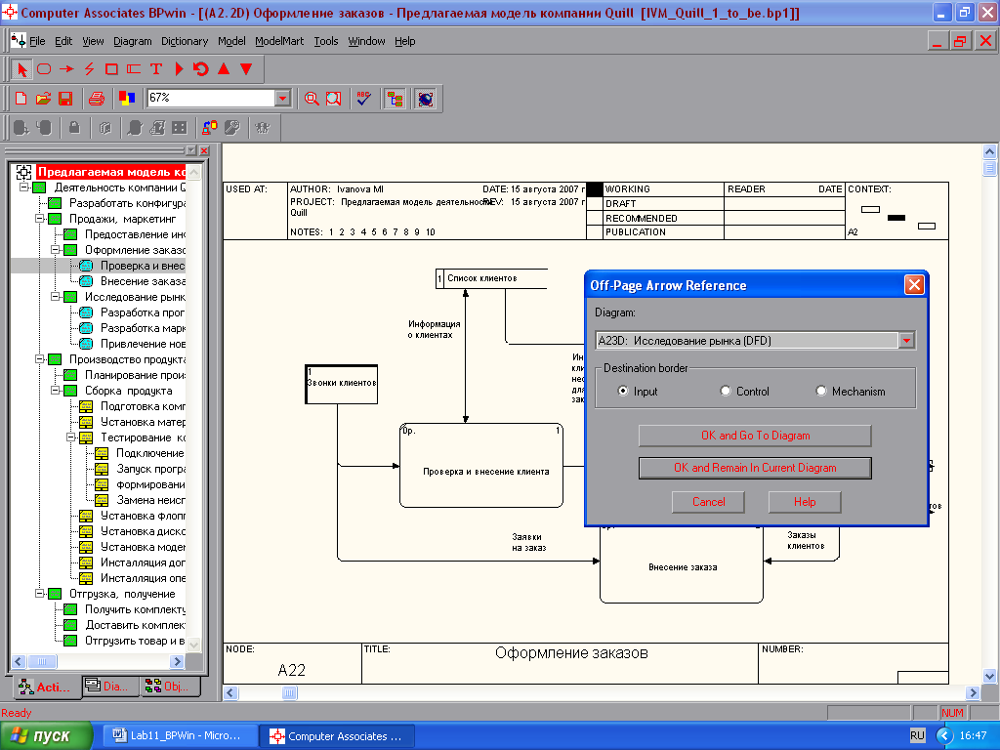 Computer Associates BPwin - [(A2.2D) Оформление заказов - Предлагаемая модель компании Quill [IVM_Quill_1_to_be.bp1]]
File Edit View Diagram Dictionary Model ModelMart Tools Window Help
67%
Предлагаемая модель ко
Деятельность компании Q
Разработать конфигура
Продажи, маркетинг
Предоставление ин
Оформление заказо
Проверка и внес
Внесение заказа
Исследование рынк
Разработка прог
Разработка марк
Привлечение нов
Производство продукта
Планирование прои
Сборка продукта
Подготовка комп
Установка матер
Тестирование кс
Подключение
Запуск програ
Формировани
Замена неисп
Установка флопп
Установка диско
Установка модем
Инсталляция доп
Инсталляция опе
Отгрузка, получение
Получить комплекту
Доставить комплект
Отгрузить товар и в
Acti...
Dia...
Obj...
USED AT:
AUTHOR: Ivanova MI
DATE: 15 августа 2007 г
PROJECT: Предлагаемая модель деятельнос
REV: 15 августа 2007 г
Quill
NOTES: 1 2 3 4 5 6 7 8 9 10
WORKING
DRAFT
RECOMMENDED
PUBLICATION
READER
DATE
CONTEXT:
A2
1 Список клиентов
Информация
о клиентах
1
Звонки клиентов
0р. 1
Проверка и внесение клиента
Заявки
на заказ
Внесение заказа
Заказы
клиентов
NODE:
A22
TITLE:
Оформление заказов
NUMBER:
Off-Page Arrow Reference
Diagram:
A23D: Исследование рынка (DFD)
Destination border
Input
Control
Mechanism
OK and Go To Diagram
OK and Remain In Current Diagram
Cancel
Help
Ready
NUM
пуск
Lab11_BPWin - Micro...
Computer Associates ...
RU
16:47